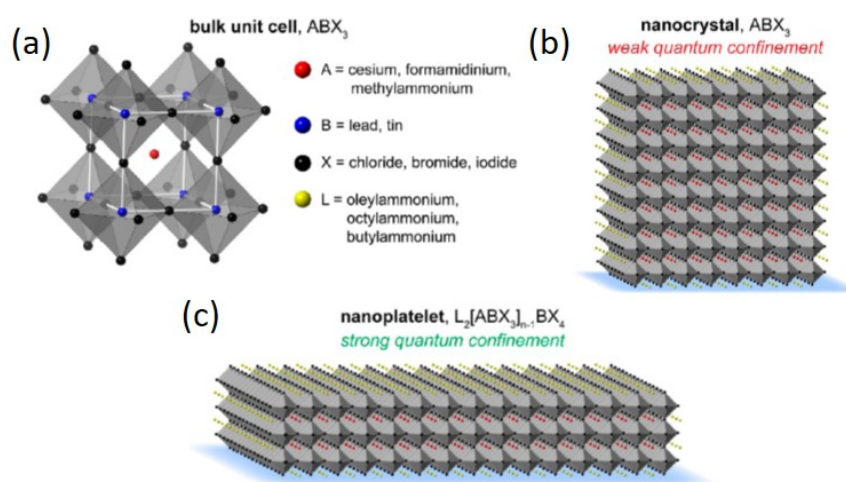 (a)
bulk unit cell, ABX₃
A = cesium, formamidinium,
methylammonium
B = lead, tin
X = chloride, bromide, iodide
L = oleylammonium,
octylammonium,
butylammonium
(b)
nanocrystal, ABX₃
weak quantum confinement
(c)
nanoplatelet, L₂[ABX₃]ₙ₋₁BX₄
strong quantum confinement